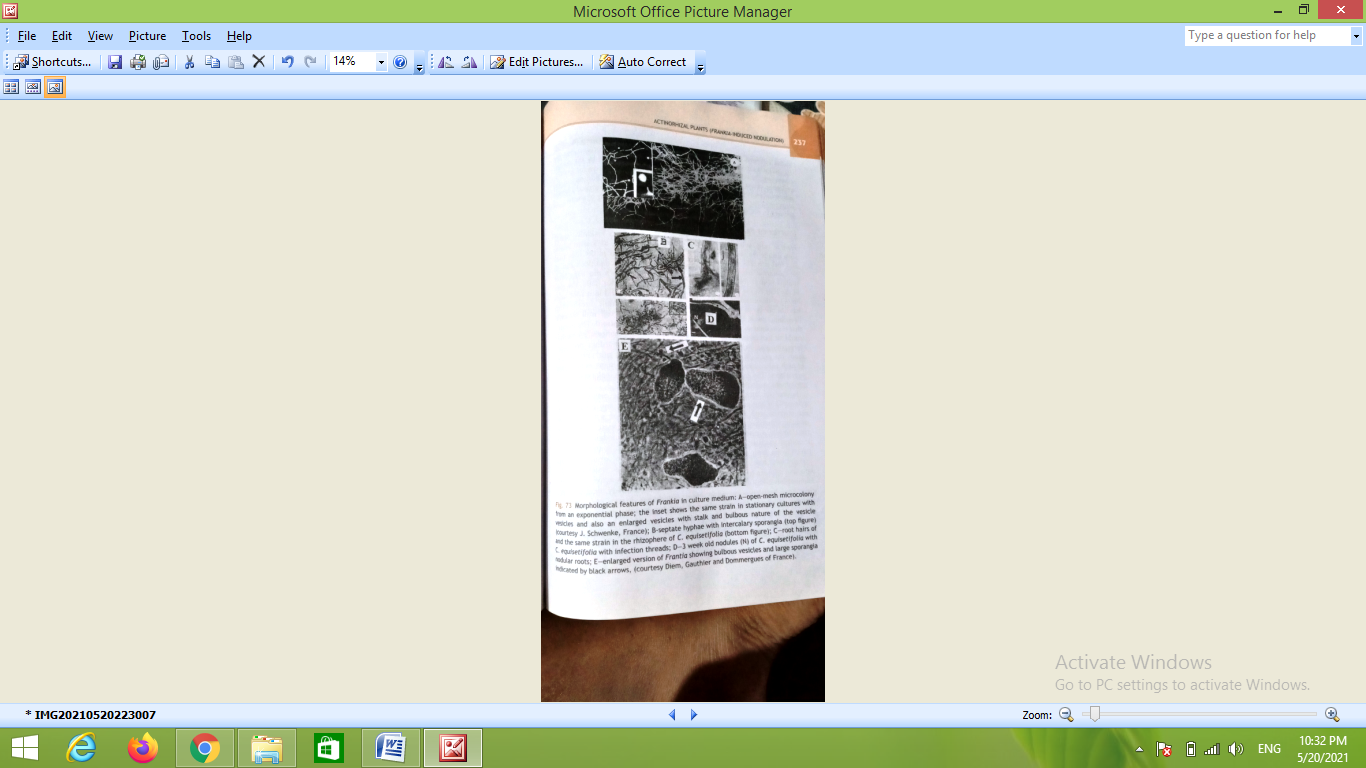 Microsoft Office Picture Manager
File Edit View Picture Tools Help
Type a question for help
Shortcuts... 14% Edit Pictures... Auto Correct
ACTINORHIZAL PLANTS (FRANKIA-INDUCED NODULATION) 237
A
B C
D
N
E
Fig. 73 Morphological features of Frankia in culture medium: A—open-mesh microcolony
from an exponential phase; the inset shows the same strain in stationary cultures with
vesicles and also an enlarged vesicles with stalk and bulbous nature of the vesicle
(courtesy J. Schwenke, France); B-septate hyphae with intercalary sporangia (top figure)
and the same strain in the rhizophere of C. equisetifolia (bottom figure); C—root hairs of
C. equisetifolia with infection threads; D—3 week old nodules (N) of C. equisetifolia with
nodular roots; E—enlarged version of Frankia showing bulbous vesicles and large sporangia
indicated by black arrows, (courtesy Diem, Gauthier and Dommergues of France).
Activate Windows
Go to PC settings to activate Windows.
* IMG20210520223007
Zoom:
ENG
10:32 PM
5/20/2021